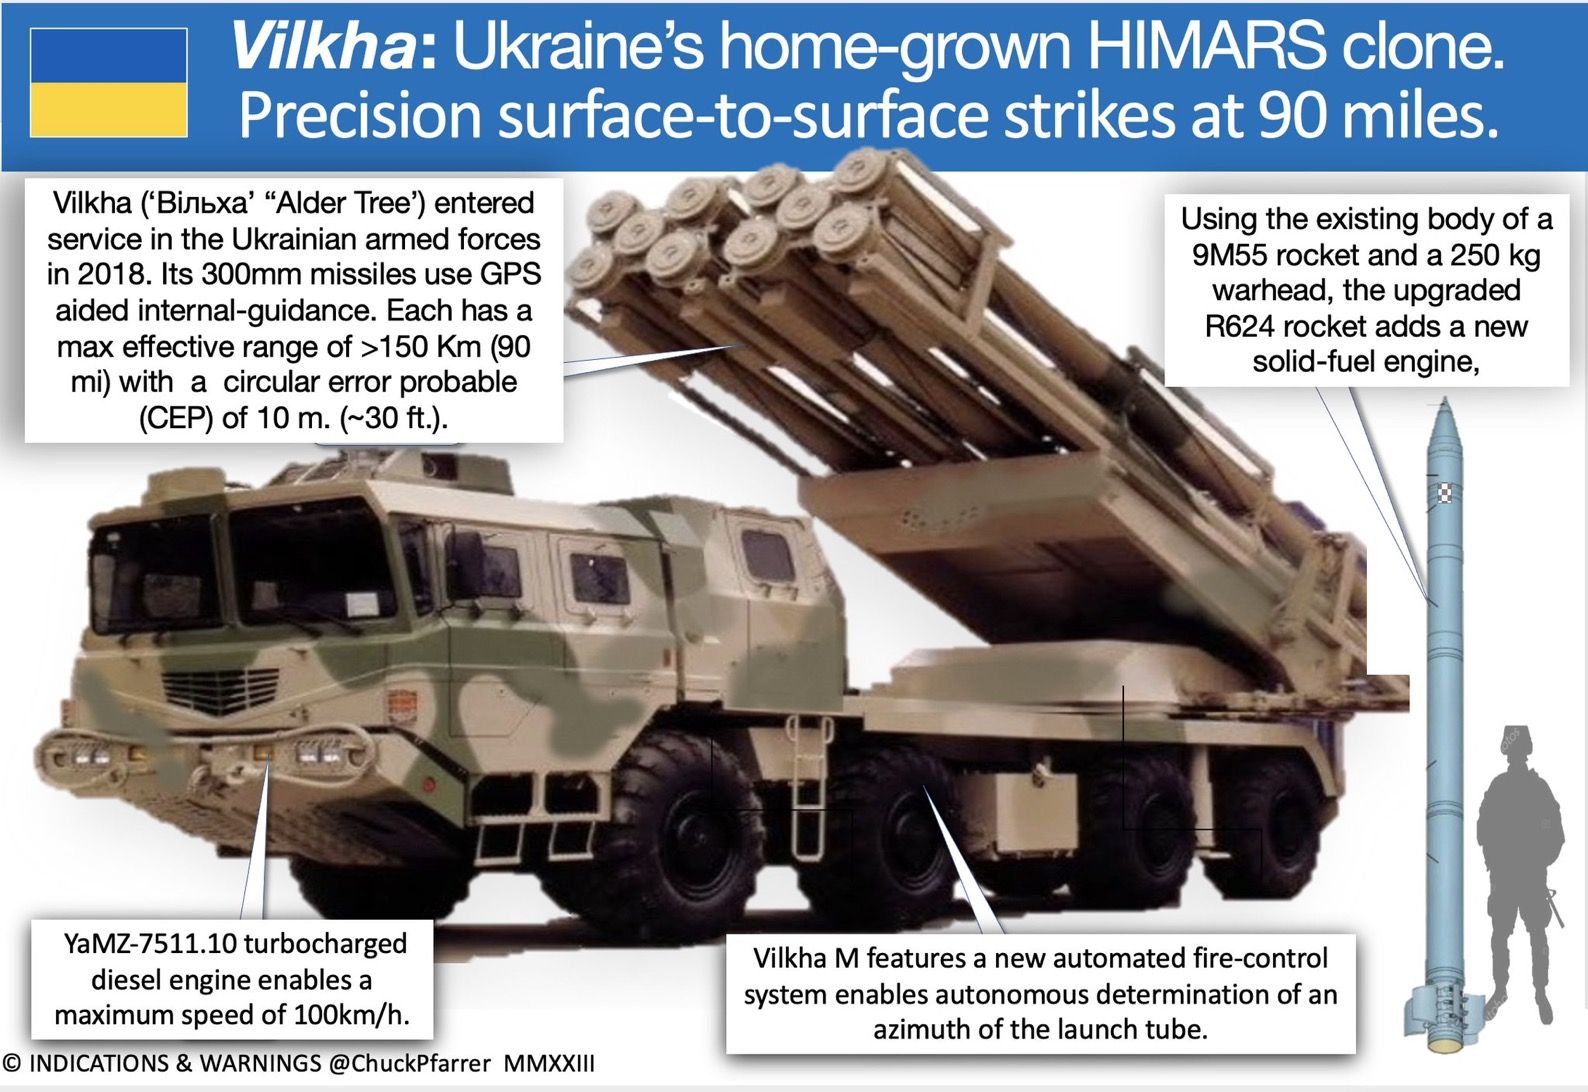 Vilkha: Ukraine’s home-grown HIMARS clone.
Precision surface-to-surface strikes at 90 miles.
Vilkha (‘Вільха’ “Alder Tree’) entered
service in the Ukrainian armed forces
in 2018. Its 300mm missiles use GPS
aided internal-guidance. Each has a
max effective range of >150 Km (90
mi) with a circular error probable
(CEP) of 10 m. (~30 ft.).
Using the existing body of a
9M55 rocket and a 250 kg
warhead, the upgraded
R624 rocket adds a new
solid-fuel engine,
YaMZ-7511.10 turbocharged
diesel engine enables a
maximum speed of 100km/h.
Vilkha M features a new automated fire-control
system enables autonomous determination of an
azimuth of the launch tube.
© INDICATIONS & WARNINGS @ChuckPfarrer MMXXIII